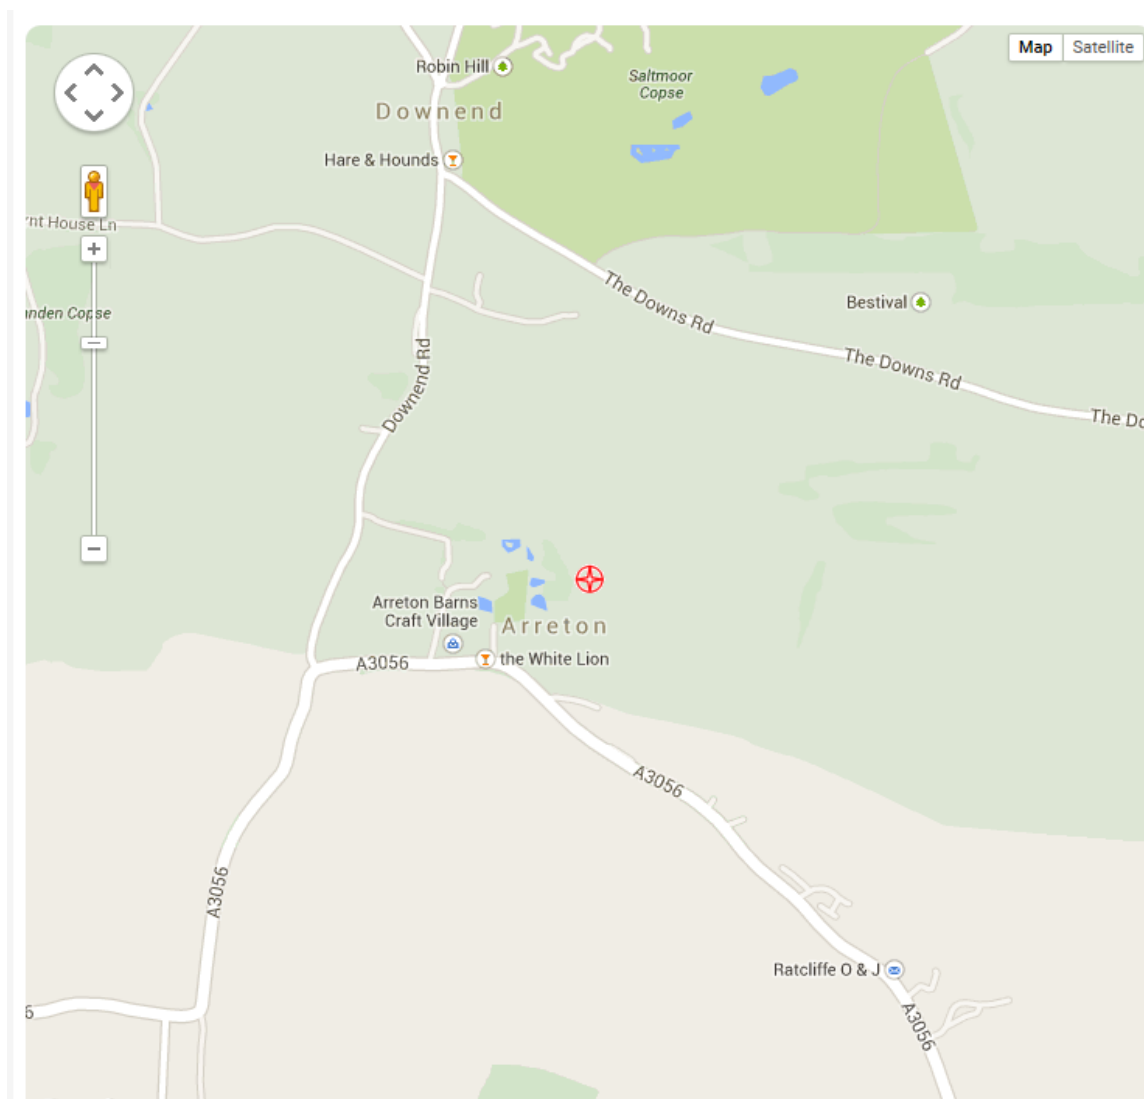 Map
Satellite
Robin Hill
Saltmoor
Copse
Downend
Hare & Hounds
rnt House Ln
The Downs Rd
Bestival
nden Copse
The Downs Rd
Downend Rd
The Do
Arreton Barns
Craft Village
Arreton
A3056
the White Lion
A3056
A3056
Ratcliffe O & J
6
A3056